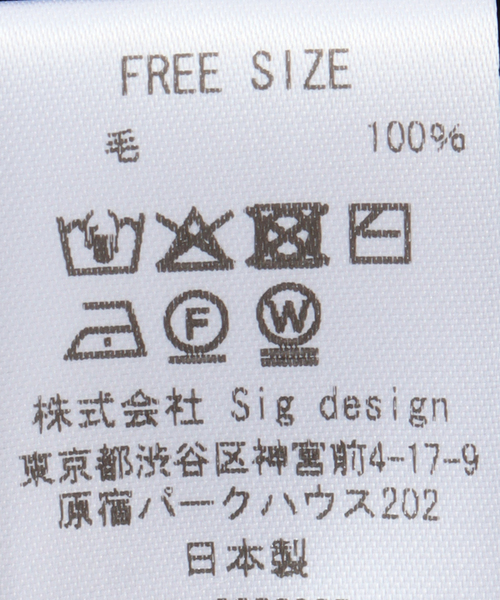 FREE SIZE
毛 100%
F W
株式会社 Sig design
東京都渋谷区神宮前4-17-9
原宿パークハウス202
日本製